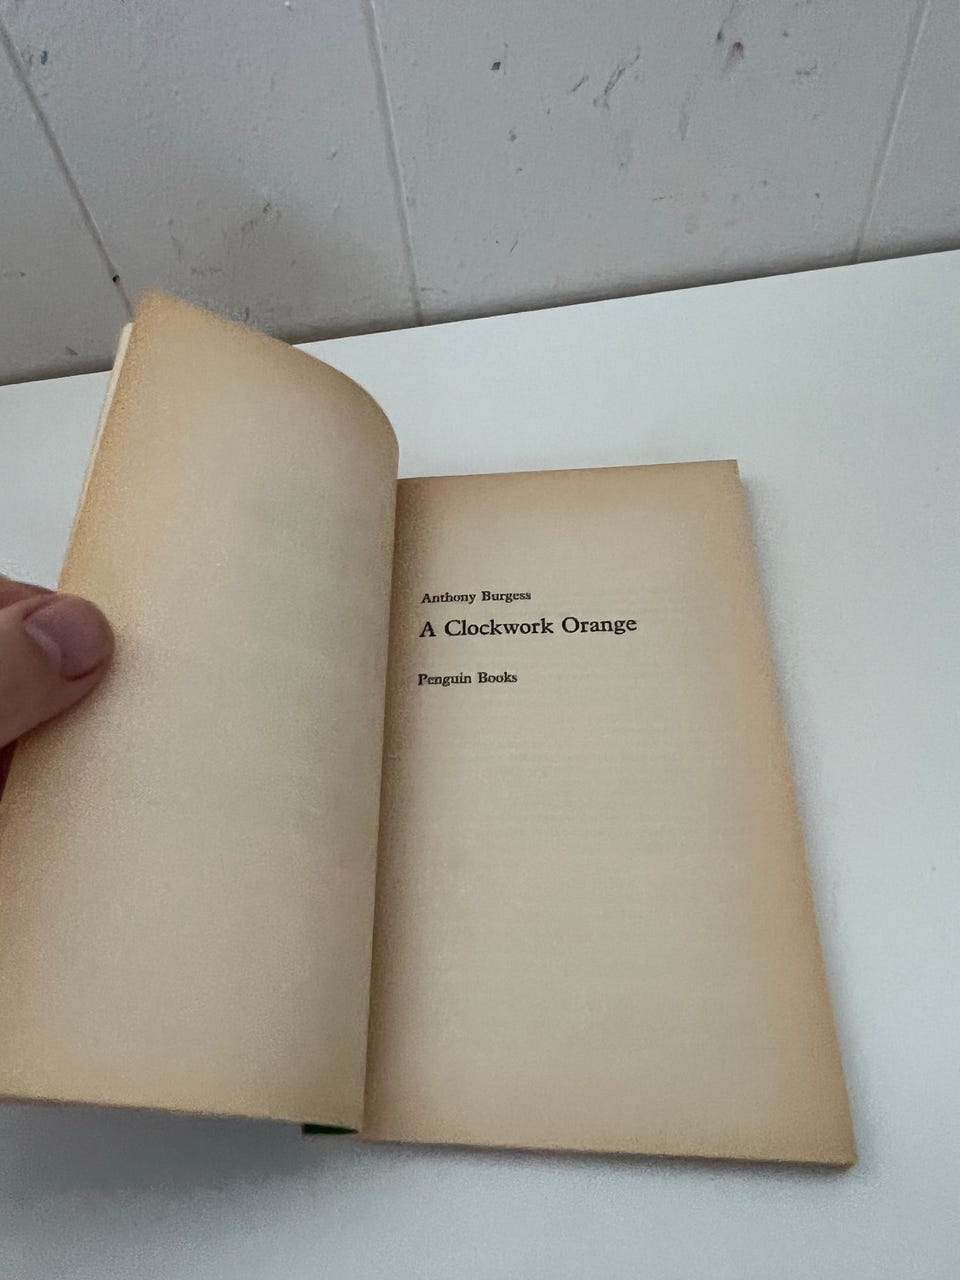 Anthony Burgess
A Clockwork Orange
Penguin Books